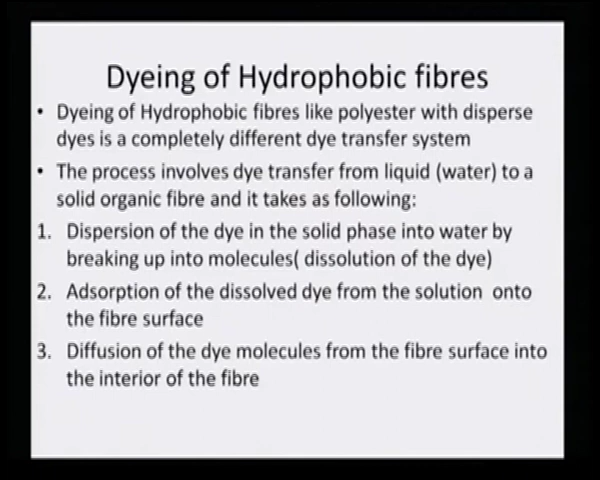 Dyeing of Hydrophobic fibres
• Dyeing of Hydrophobic fibres like polyester with disperse
dyes is a completely different dye transfer system
• The process involves dye transfer from liquid (water) to a
solid organic fibre and it takes as following:
1. Dispersion of the dye in the solid phase into water by
breaking up into molecules( dissolution of the dye)
2. Adsorption of the dissolved dye from the solution onto
the fibre surface
3. Diffusion of the dye molecules from the fibre surface into
the interior of the fibre